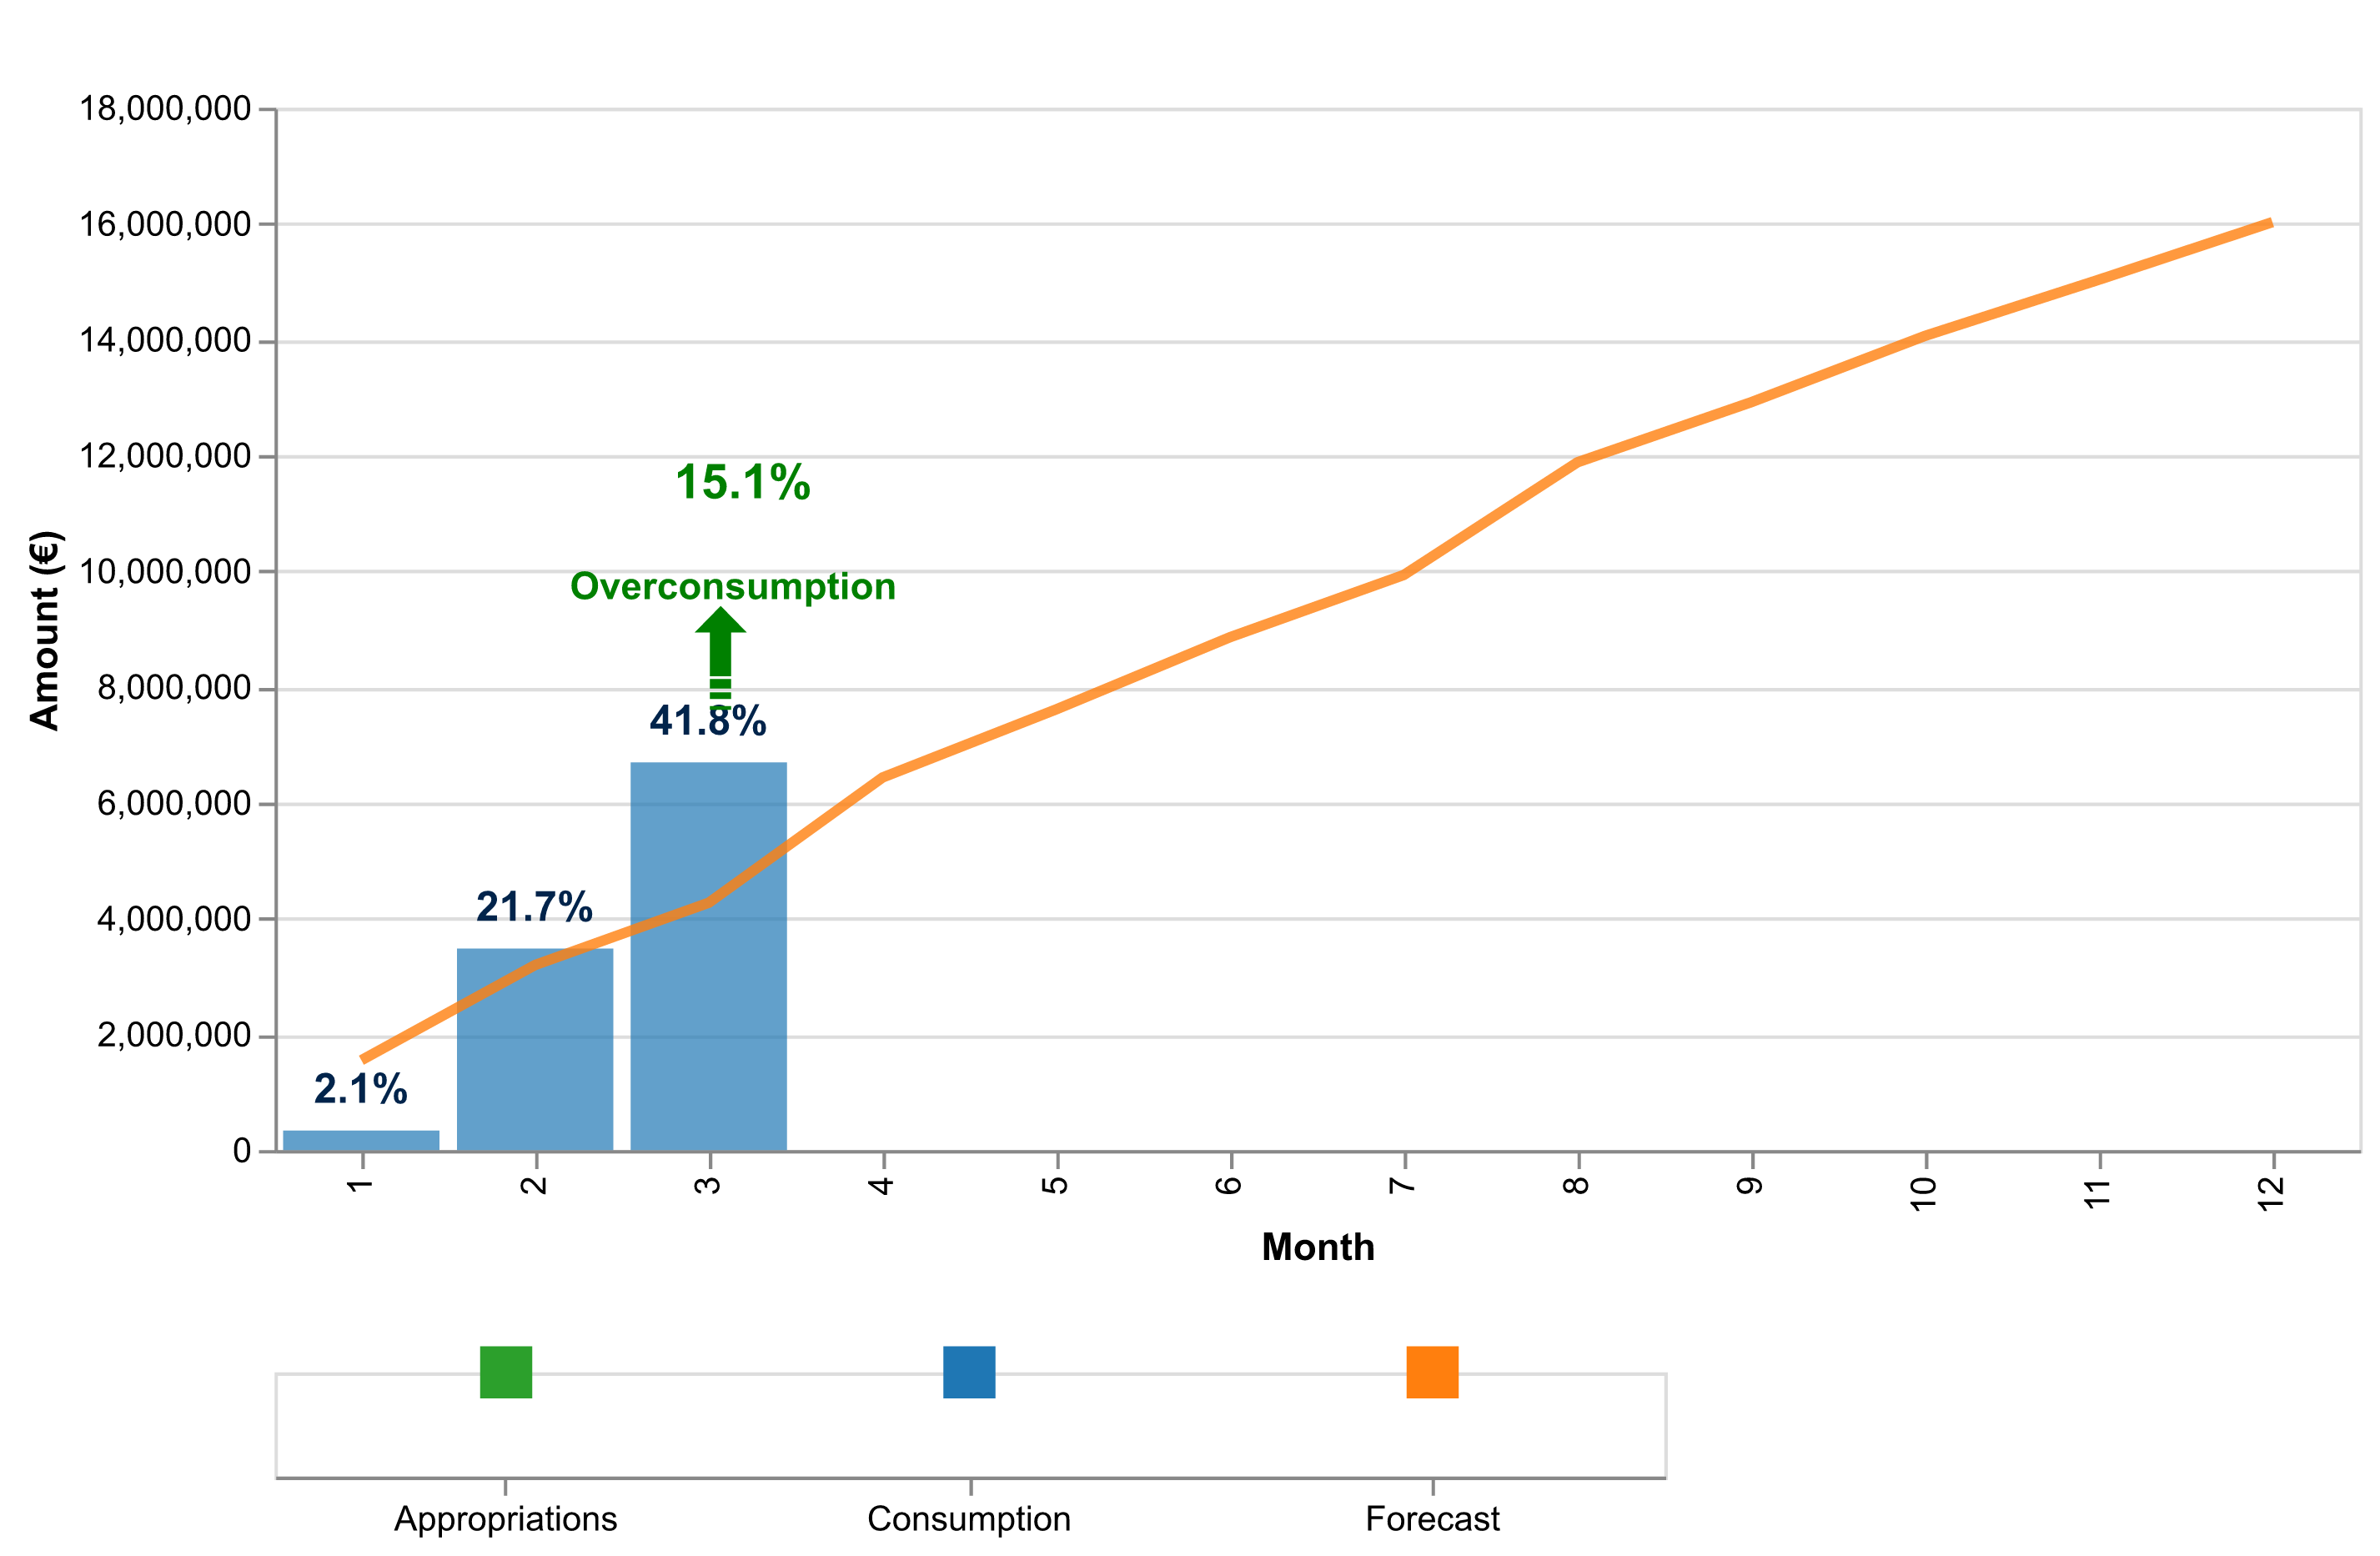 18,000,000
16,000,000
14,000,000
12,000,000
10,000,000
8,000,000
6,000,000
4,000,000
2,000,000
0
Amount (€)
15.1%
Overconsumption
41.8%
21.7%
2.1%
1 2 3 4 5 6 7 8 9 10 11 12
Month
Appropriations Consumption Forecast